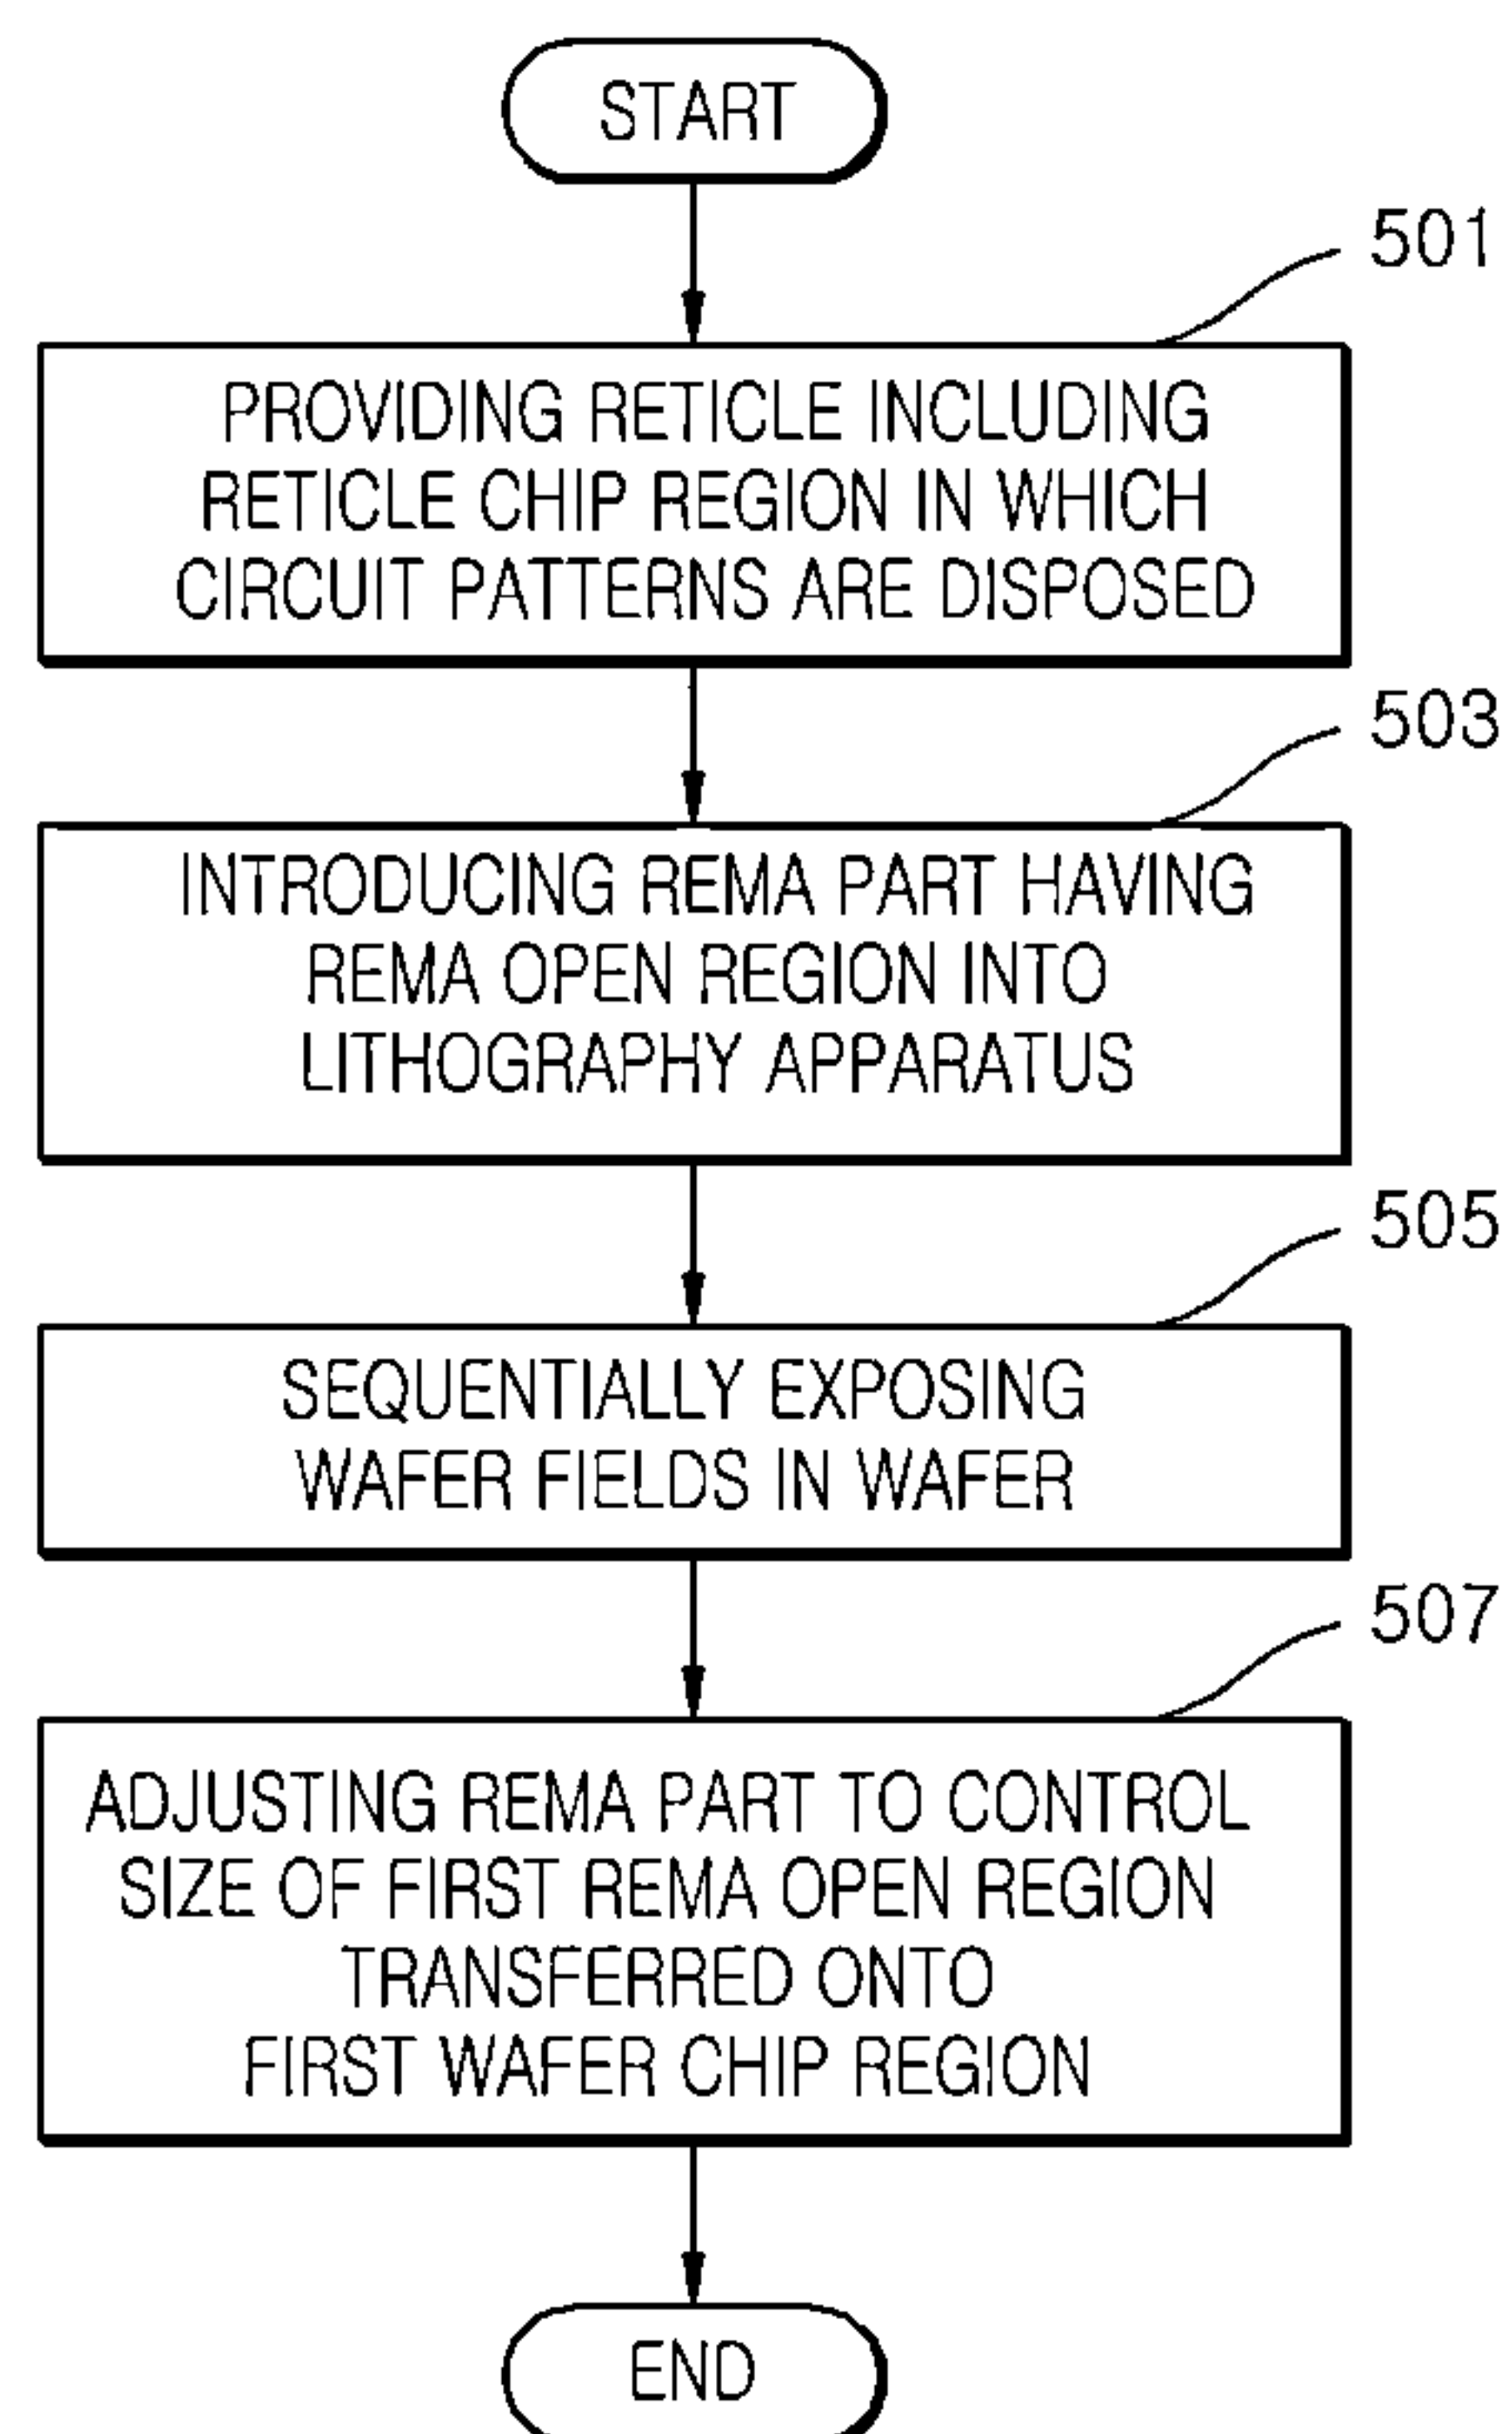 START
501
PROVIDING RETICLE INCLUDING
RETICLE CHIP REGION IN WHICH
CIRCUIT PATTERNS ARE DISPOSED
503
INTRODUCING REMA PART HAVING
REMA OPEN REGION INTO
LITHOGRAPHY APPARATUS
505
SEQUENTIALLY EXPOSING
WAFER FIELDS IN WAFER
507
ADJUSTING REMA PART TO CONTROL
SIZE OF FIRST REMA OPEN REGION
TRANSFERRED ONTO
FIRST WAFER CHIP REGION
END